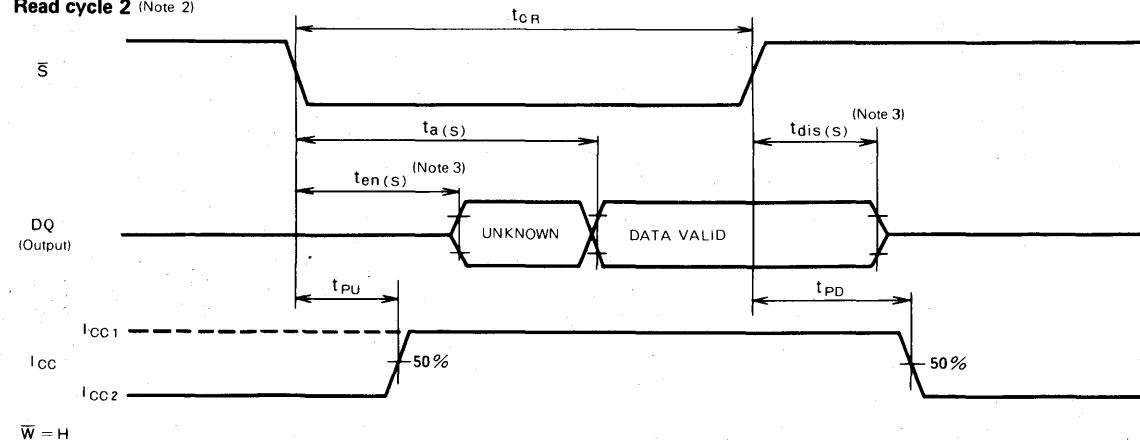 Read cycle 2 (Note 2)
tCR
S̅
ta(S)
tdis(S) (Note 3)
ten(S) (Note 3)
DQ
(Output)
UNKNOWN
DATA VALID
tPU
tPD
ICC1
ICC
50%
50%
ICC2
W̅ = H